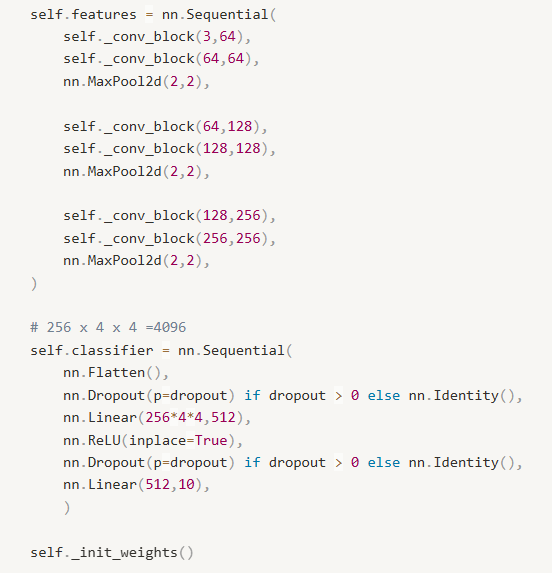 self.features = nn.Sequential(
    self._conv_block(3,64),
    self._conv_block(64,64),
    nn.MaxPool2d(2,2),

    self._conv_block(64,128),
    self._conv_block(128,128),
    nn.MaxPool2d(2,2),

    self._conv_block(128,256),
    self._conv_block(256,256),
    nn.MaxPool2d(2,2),
)

# 256 x 4 x 4 =4096
self.classifier = nn.Sequential(
    nn.Flatten(),
    nn.Dropout(p=dropout) if dropout > 0 else nn.Identity(),
    nn.Linear(256*4*4,512),
    nn.ReLU(inplace=True),
    nn.Dropout(p=dropout) if dropout > 0 else nn.Identity(),
    nn.Linear(512,10),
    )

self._init_weights()